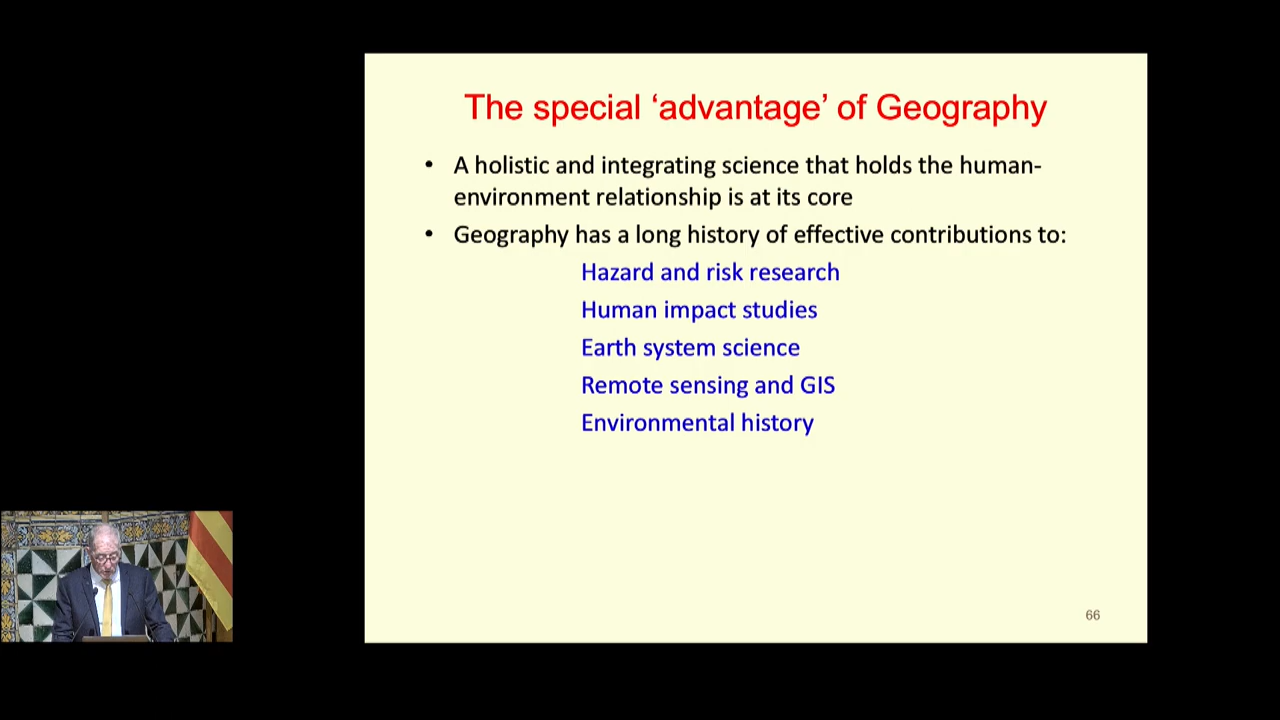 The special ‘advantage’ of Geography
• A holistic and integrating science that holds the human-
environment relationship is at its core
• Geography has a long history of effective contributions to:
Hazard and risk research
Human impact studies
Earth system science
Remote sensing and GIS
Environmental history
66